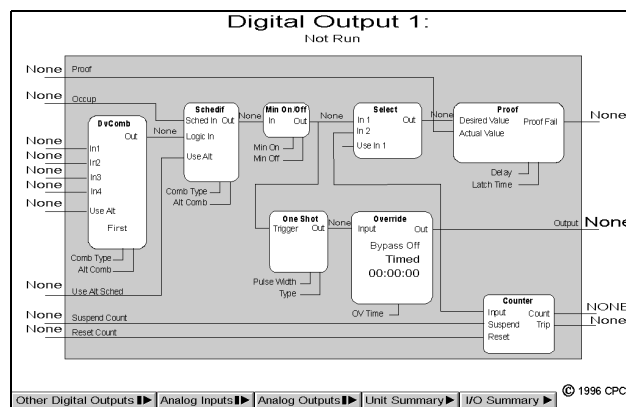 Digital Output 1:
Not Run
None Proof
None Occup
DvComb
Out
None
None In1
None In2
None In3
None In4
None Use Alt
First
Comb Type
Alt Comb
Schedif
Sched In Out
Logic In
Use Alt
Comb Type
Alt Comb
None
Min On/Off
In Out
Min On
Min Off
None
Select
In 1 Out
In 2
Use In 1
None
Proof
Desired Value Proof Fail
Actual Value
Delay
Latch Time
None
One Shot
Trigger Out
Pulse Width
Type
None
Override
Input Out
Bypass Off
Timed
00:00:00
OV Time
Output None
None Use Alt Sched
None Suspend Count
None Reset Count
Counter
Input Count
Suspend Trip
Reset
NONE
None
© 1996 CPC
Other Digital Outputs
Analog Inputs
Analog Outputs
Unit Summary
I/O Summary